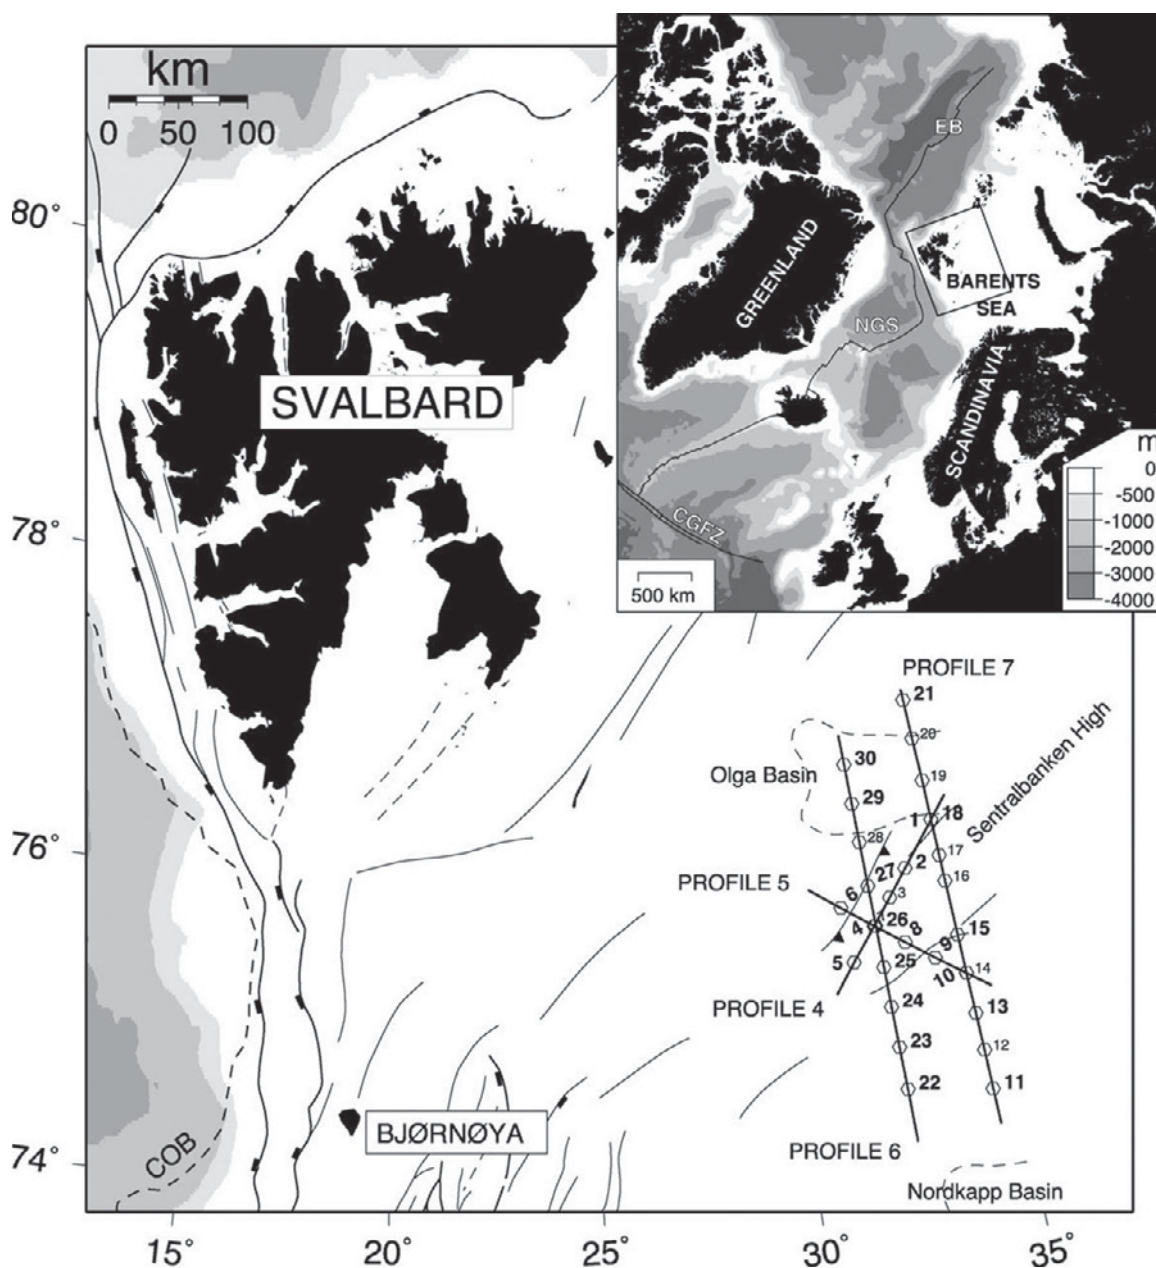 km
0 50 100
80°
78°
76°
74°
15°
20°
25°
30°
35°
SVALBARD
BJØRNØYA
COB
EB
GREENLAND
NGS
BARENTS
SEA
SCANDINAVIA
CGFZ
500 km
m
0
-500
-1000
-2000
-3000
-4000
PROFILE 7
21
20
19
18
1
17
16
15
14
13
12
11
Olga Basin
Sentralbanken High
30
29
28
27
2
3
PROFILE 5
6
4
26
8
9
10
5
25
24
23
22
PROFILE 4
PROFILE 6
Nordkapp Basin